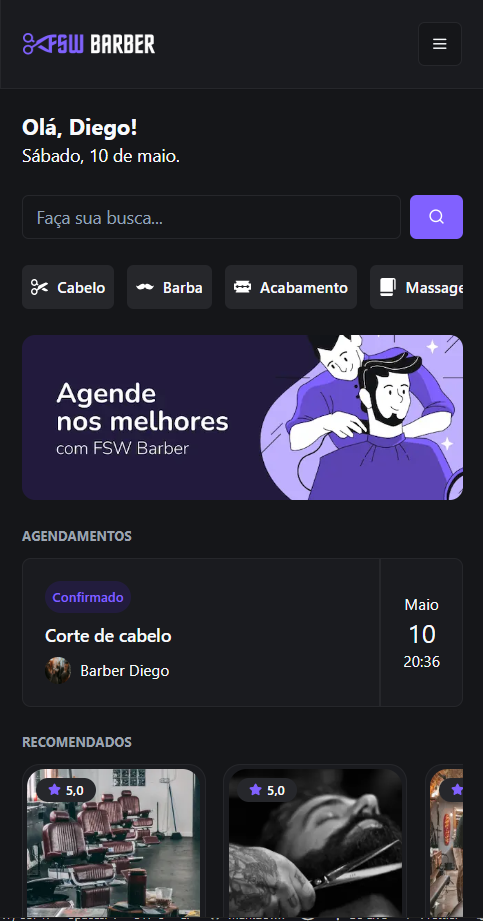 FSW BARBER
Olá, Diego!
Sábado, 10 de maio.
Faça sua busca...
Cabelo
Barba
Acabamento
Massage
Agende
nos melhores
com FSW Barber
AGENDAMENTOS
Confirmado
Corte de cabelo
Barber Diego
Maio
10
20:36
RECOMENDADOS
5,0
5,0